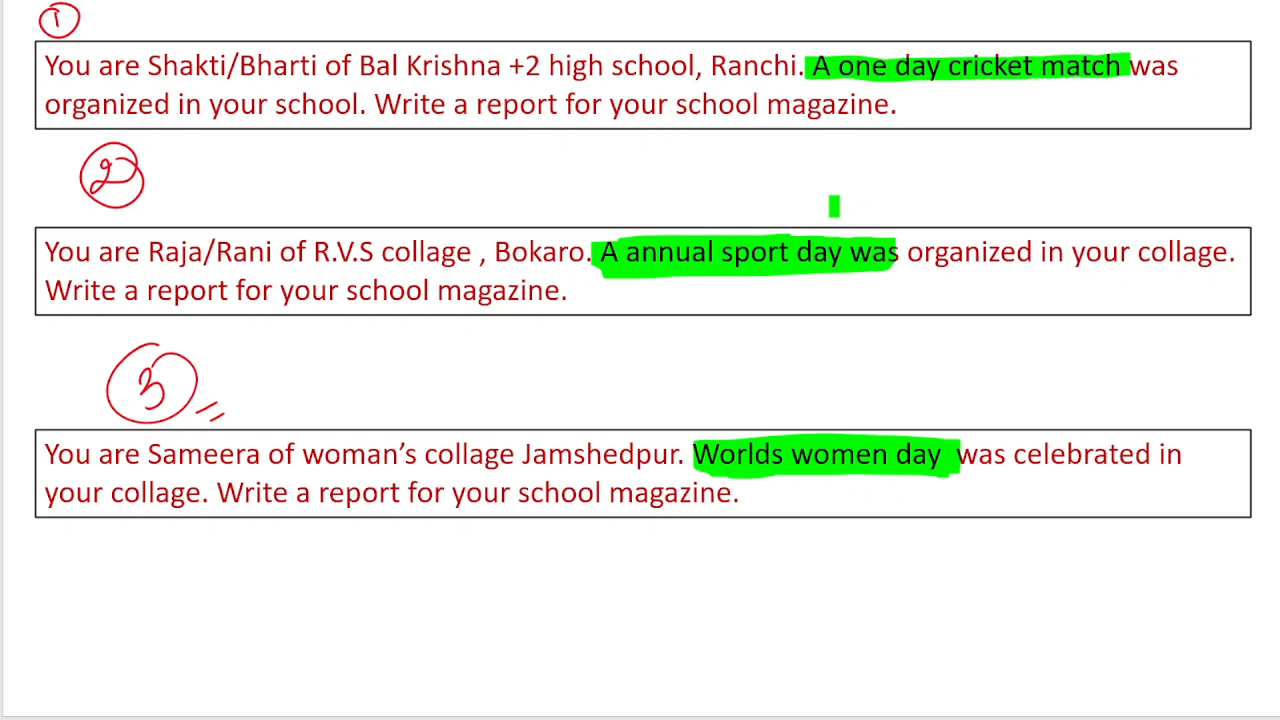 1
You are Shakti/Bharti of Bal Krishna +2 high school, Ranchi. A one day cricket match was
organized in your school. Write a report for your school magazine.
2
You are Raja/Rani of R.V.S collage , Bokaro. A annual sport day was organized in your collage.
Write a report for your school magazine.
3
You are Sameera of woman’s collage Jamshedpur. Worlds women day was celebrated in
your collage. Write a report for your school magazine.